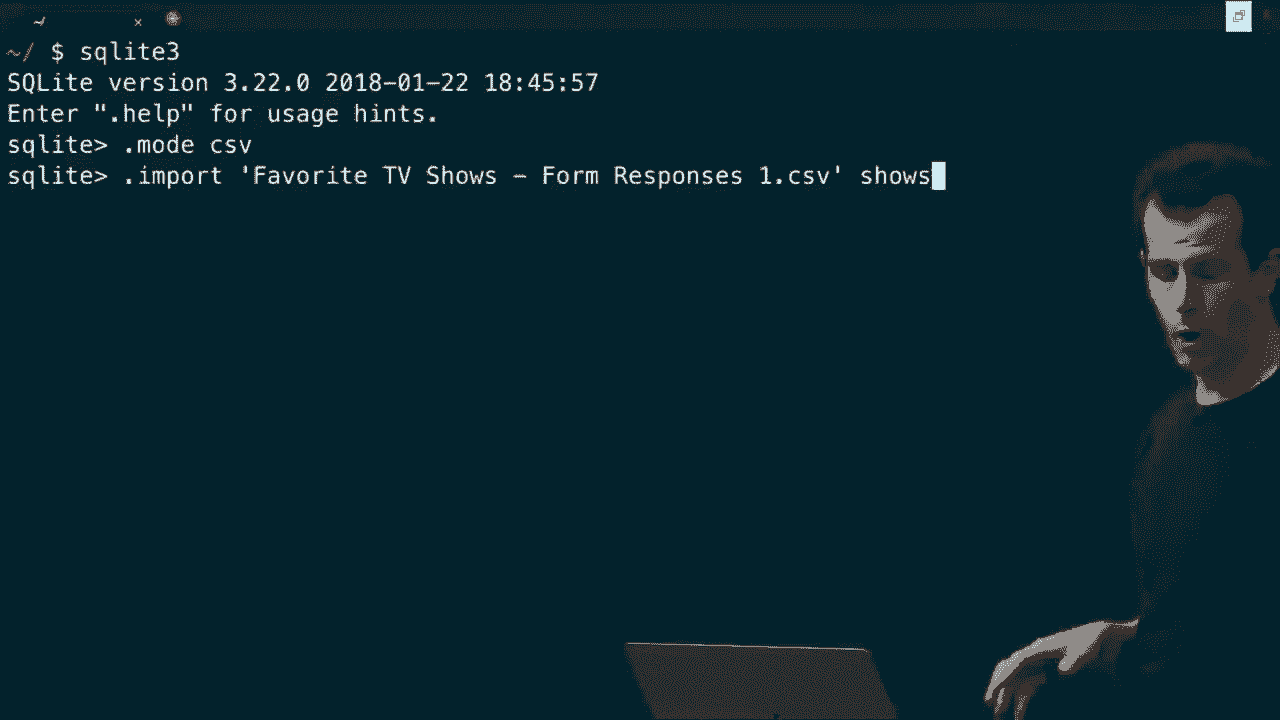 ~/ $ sqlite3
SQLite version 3.22.0 2018-01-22 18:45:57
Enter ".help" for usage hints.
sqlite> .mode csv
sqlite> .import 'Favorite TV Shows - Form Responses 1.csv' shows